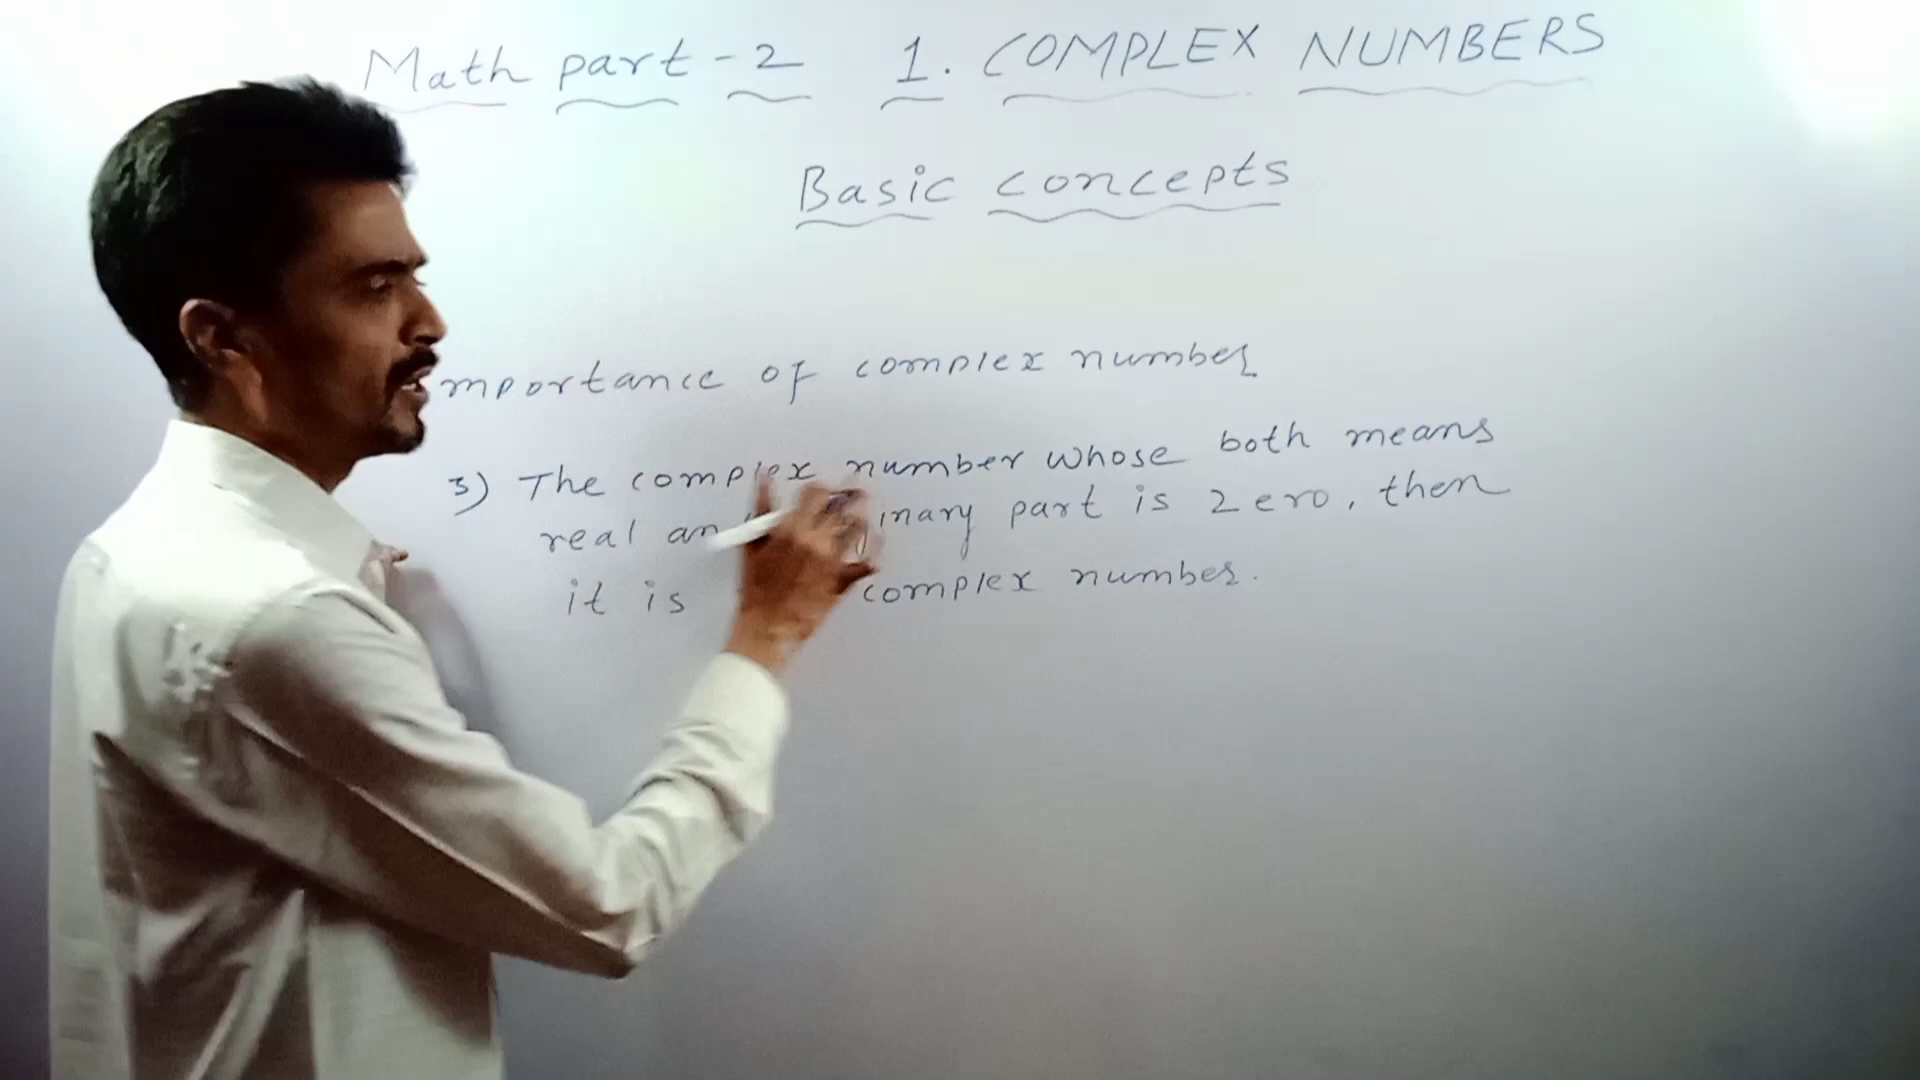 Math part - 2 1. COMPLEX NUMBERS
Basic concepts
mportance of complex number
3) The complex number whose both means
real an inary part is zero, then
it is complex number.